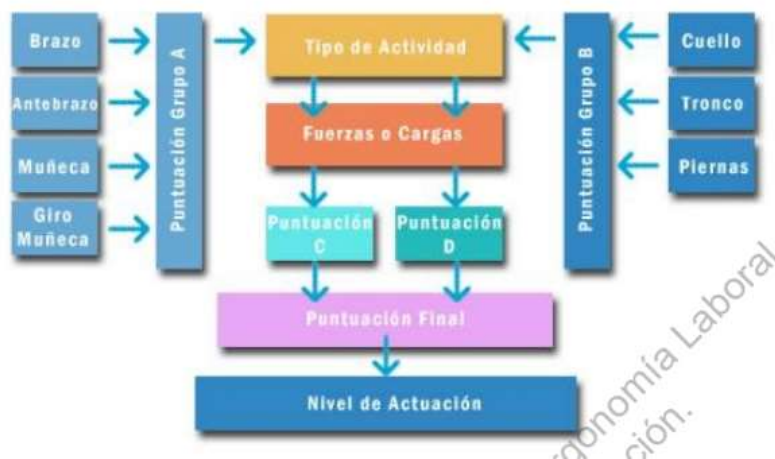 Brazo
Antebrazo
Muñeca
Giro
Muñeca
Puntuación Grupo A
Tipo de Actividad
Fuerzas o Cargas
Puntuación
C
Puntuación
D
Puntuación Final
Nivel de Actuación
Puntuación Grupo B
Cuello
Tronco
Piernas
Laboral